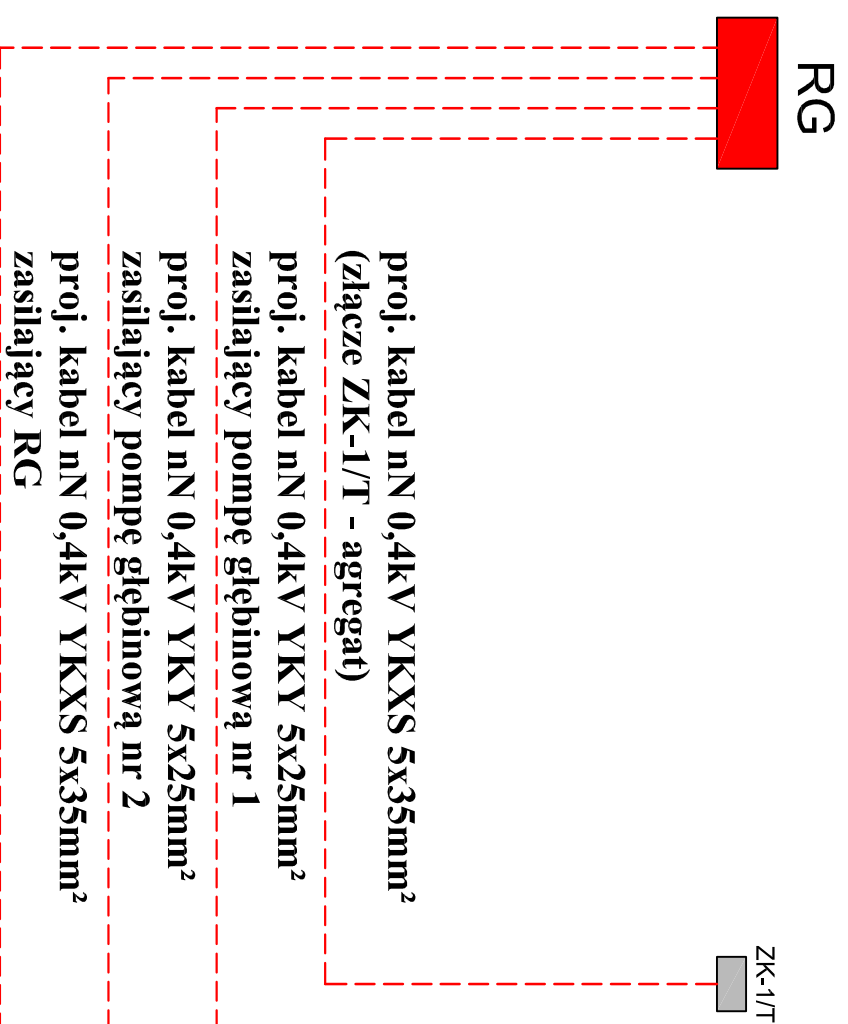 RG
proj. kabel nN 0,4kV YKXS 5x35mm²
(złącze ZK-1/T - agregat)
proj. kabel nN 0,4kV YKY 5x25mm²
zasilający pompę głębinową nr 1
proj. kabel nN 0,4kV YKY 5x25mm²
zasilający pompę głębinową nr 2
proj. kabel nN 0,4kV YKXS 5x35mm²
zasilający RG
ZK-1/T